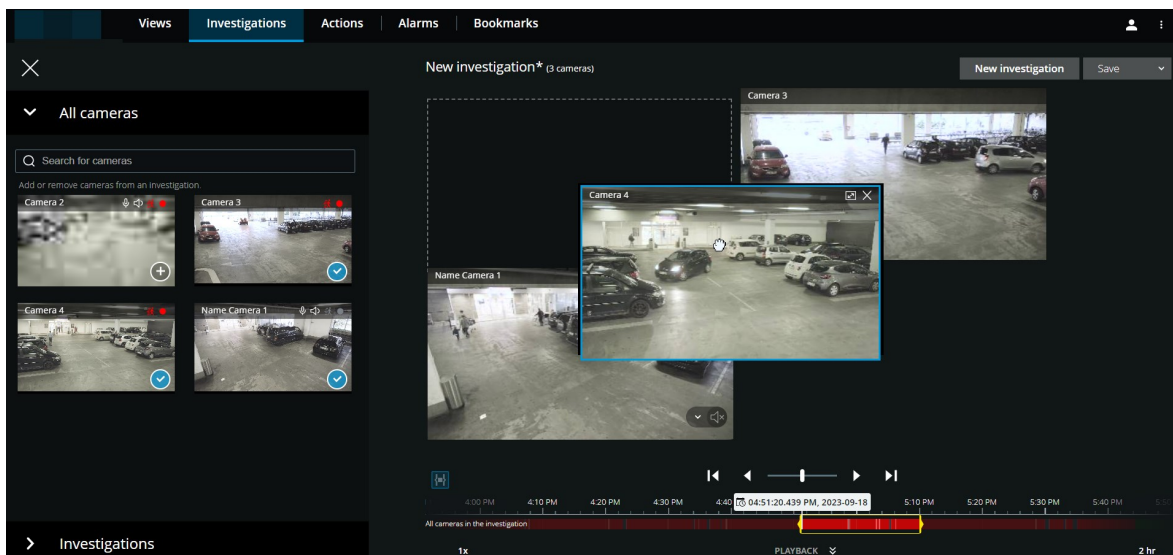 Views
Investigations
Actions
Alarms
Bookmarks
All cameras
Search for cameras
Add or remove cameras from an investigation.
Camera 2
Camera 3
Camera 4
Name Camera 1
Investigations
New investigation* (3 cameras)
New investigation
Save
Camera 3
Camera 4
Name Camera 1
4:00 PM
4:10 PM
4:20 PM
4:30 PM
4:40
04:51:20.439 PM, 2023-09-18
5:10 PM
5:20 PM
5:30 PM
5:40 PM
All cameras in the investigation
1x
PLAYBACK
2 hr